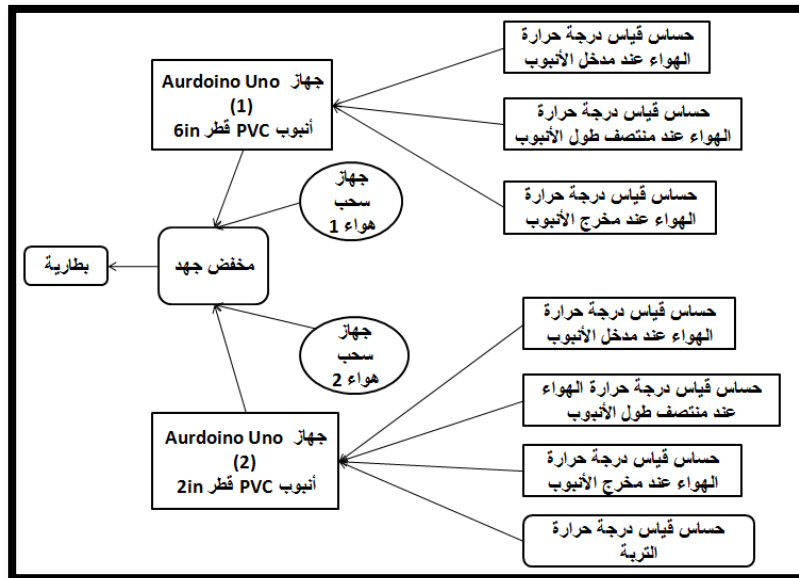 حساس قياس درجة حرارة
الهواء عند مدخل الأنبوب
جهاز Aurdoino Uno
(1)
أنبوب PVC قطر 6in
حساس قياس درجة حرارة
الهواء عند منتصف طول الأنبوب
حساس قياس درجة حرارة
الهواء عند مخرج الأنبوب
جهاز
سحب
هواء 1
مخفض جهد
بطارية
جهاز
سحب
هواء 2
حساس قياس درجة حرارة
الهواء عند مدخل الأنبوب
حساس قياس درجة حرارة الهواء
عند منتصف طول الأنبوب
جهاز Aurdoino Uno
(2)
أنبوب PVC قطر 2in
حساس قياس درجة حرارة
الهواء عند مخرج الأنبوب
حساس قياس درجة حرارة
التربة